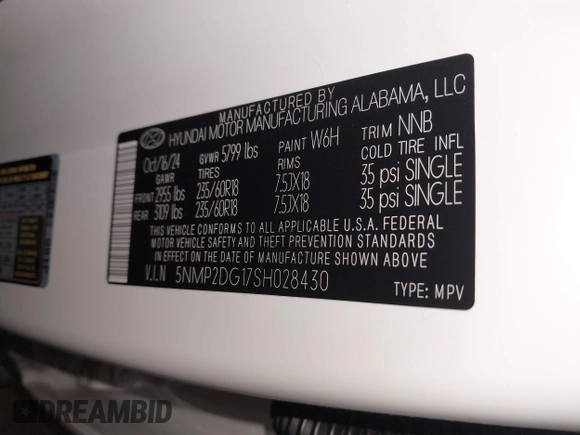 MANUFACTURED BY
HYUNDAI MOTOR MANUFACTURING ALABAMA, LLC
Oct/16/24 GVWR 5799 lbs PAINT W6H TRIM NNB
GAWR TIRES RIMS COLD TIRE INFL
FRONT 2955 lbs 235/60R18 7.5JX18 35 psi SINGLE
REAR 3109 lbs 235/60R18 7.5JX18 35 psi SINGLE
THIS VEHICLE CONFORMS TO ALL APPLICABLE U.S.A. FEDERAL
MOTOR VEHICLE SAFETY AND THEFT PREVENTION STANDARDS
IN EFFECT ON THE DATE OF MANUFACTURE SHOWN ABOVE
V.I.N 5NMP2DG17SH028430
TYPE: MPV
DREAMBID